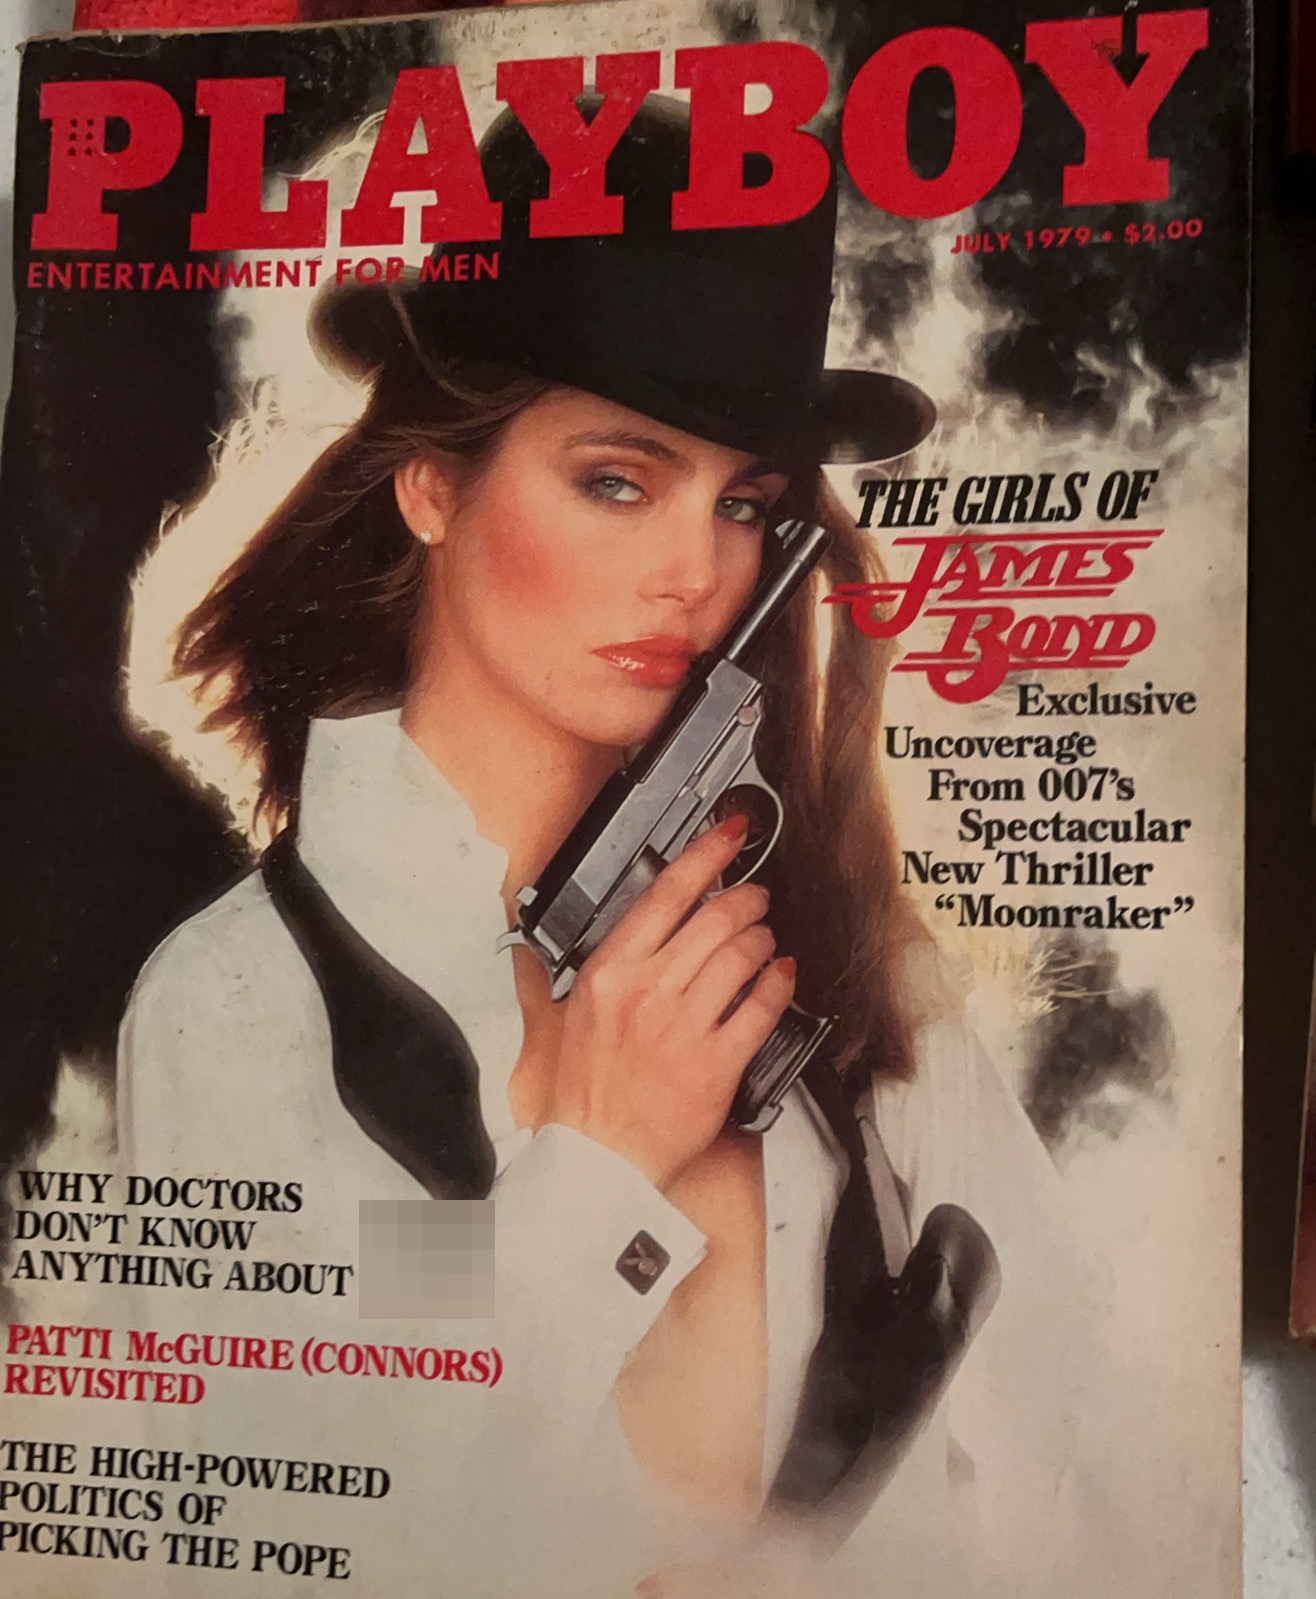 PLAYBOY
ENTERTAINMENT FOR MEN
JULY 1979 • $2.00
THE GIRLS OF
JAMES
BOND
Exclusive
Uncoverage
From 007's
Spectacular
New Thriller
“Moonraker”
WHY DOCTORS
DON'T KNOW
ANYTHING ABOUT
PATTI McGUIRE (CONNORS)
REVISITED
THE HIGH-POWERED
POLITICS OF
PICKING THE POPE